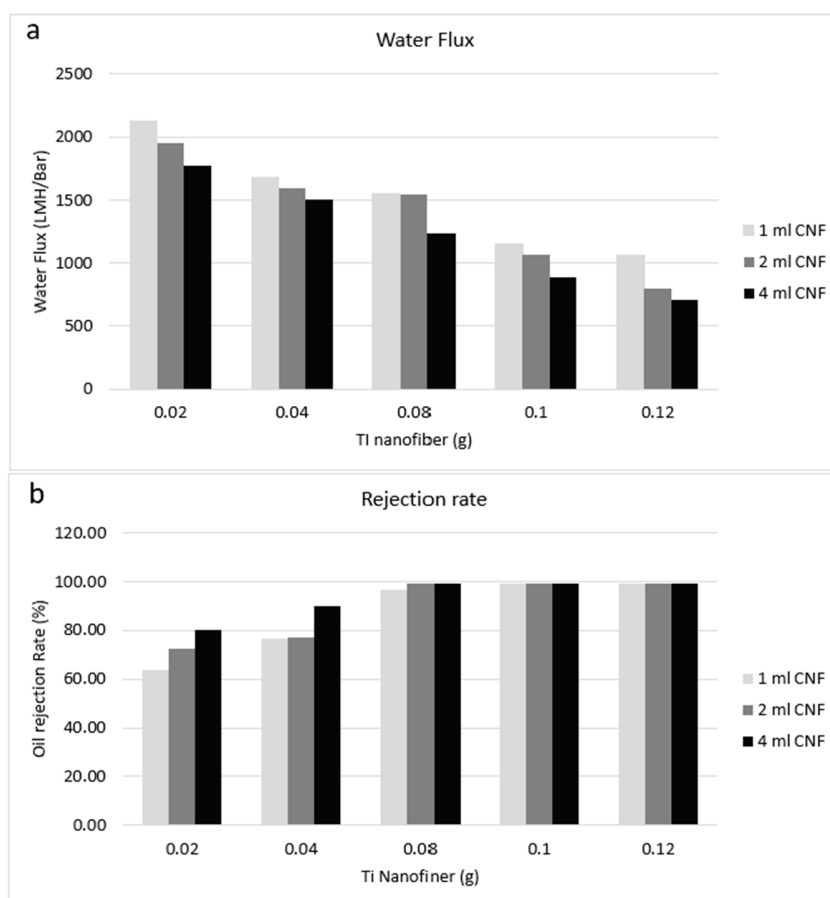 a
Water Flux
2500
2000
1500
1000
500
0
Water Flux (LMH/Bar)
0.02 0.04 0.08 0.1 0.12
TI nanofiber (g)
1 ml CNF
2 ml CNF
4 ml CNF
b
Rejection rate
120.00
100.00
80.00
60.00
40.00
20.00
0.00
Oil rejection Rate (%)
0.02 0.04 0.08 0.1 0.12
Ti Nanofiner (g)
1 ml CNF
2 ml CNF
4 ml CNF